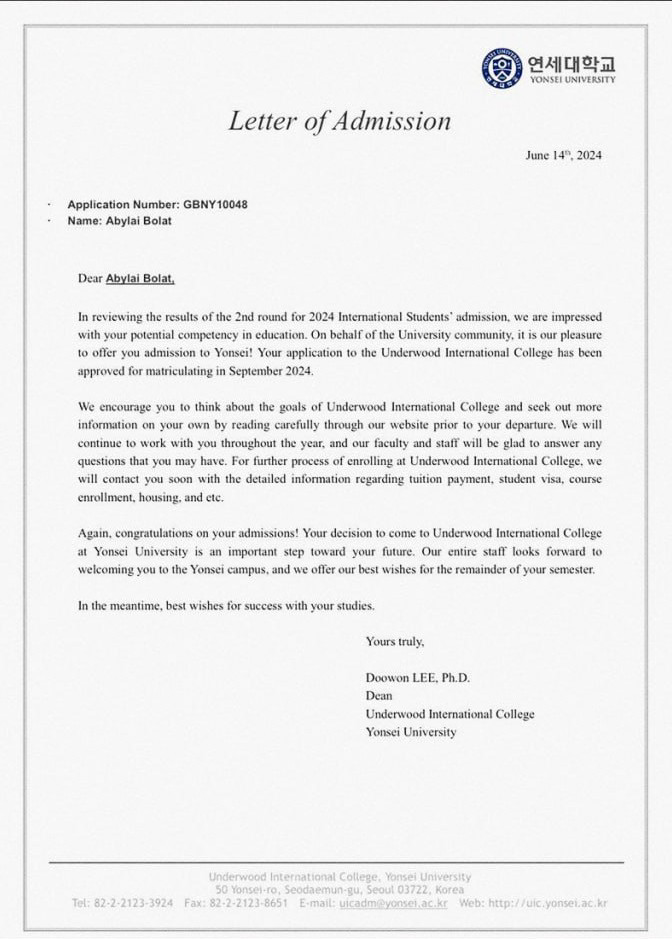 연세대학교
YONSEI UNIVERSITY
Letter of Admission
June 14th, 2024
· Application Number: GBNY10048
· Name: Abylai Bolat
Dear Abylai Bolat,
In reviewing the results of the 2nd round for 2024 International Students' admission, we are impressed
with your potential competency in education. On behalf of the University community, it is our pleasure
to offer you admission to Yonsei! Your application to the Underwood International College has been
approved for matriculating in September 2024.
We encourage you to think about the goals of Underwood International College and seek out more
information on your own by reading carefully through our website prior to your departure. We will
continue to work with you throughout the year, and our faculty and staff will be glad to answer any
questions that you may have. For further process of enrolling at Underwood International College, we
will contact you soon with the detailed information regarding tuition payment, student visa, course
enrollment, housing, and etc.
Again, congratulations on your admissions! Your decision to come to Underwood International College
at Yonsei University is an important step toward your future. Our entire staff looks forward to
welcoming you to the Yonsei campus, and we offer our best wishes for the remainder of your semester.
In the meantime, best wishes for success with your studies.
Yours truly,
Doowon LEE, Ph.D.
Dean
Underwood International College
Yonsei University
Underwood International College, Yonsei University
50 Yonsei-ro, Seodaemun-gu, Seoul 03722, Korea
Tel: 82-2-2123-3924 Fax: 82-2-2123-8651 E-mail: uicadm@yonsei.ac.kr Web: http://uic.yonsei.ac.kr